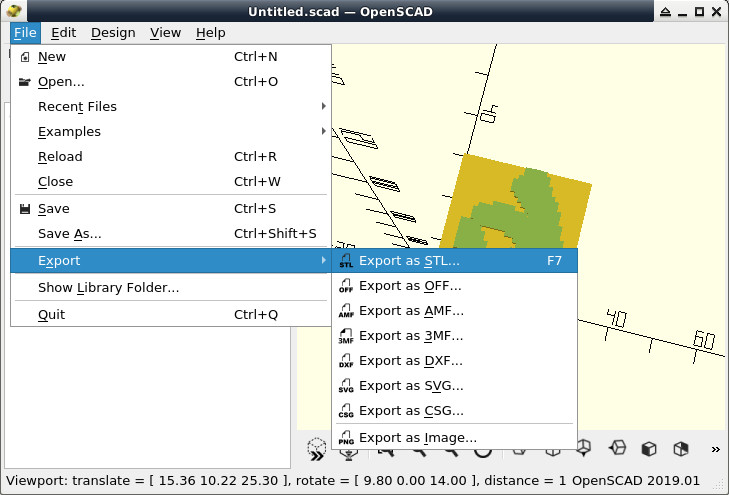 Untitled.scad — OpenSCAD
File Edit Design View Help
New Ctrl+N
Open... Ctrl+O
Recent Files
Examples
Reload Ctrl+R
Close Ctrl+W
Save Ctrl+S
Save As... Ctrl+Shift+S
Export
Show Library Folder...
Quit Ctrl+Q
STL Export as STL... F7
OFF Export as OFF...
AMF Export as AMF...
3MF Export as 3MF...
DXF Export as DXF...
SVG Export as SVG...
CSG Export as CSG...
PNG Export as Image...
40
60
Viewport: translate = [ 15.36 10.22 25.30 ], rotate = [ 9.80 0.00 14.00 ], distance = 1 OpenSCAD 2019.01